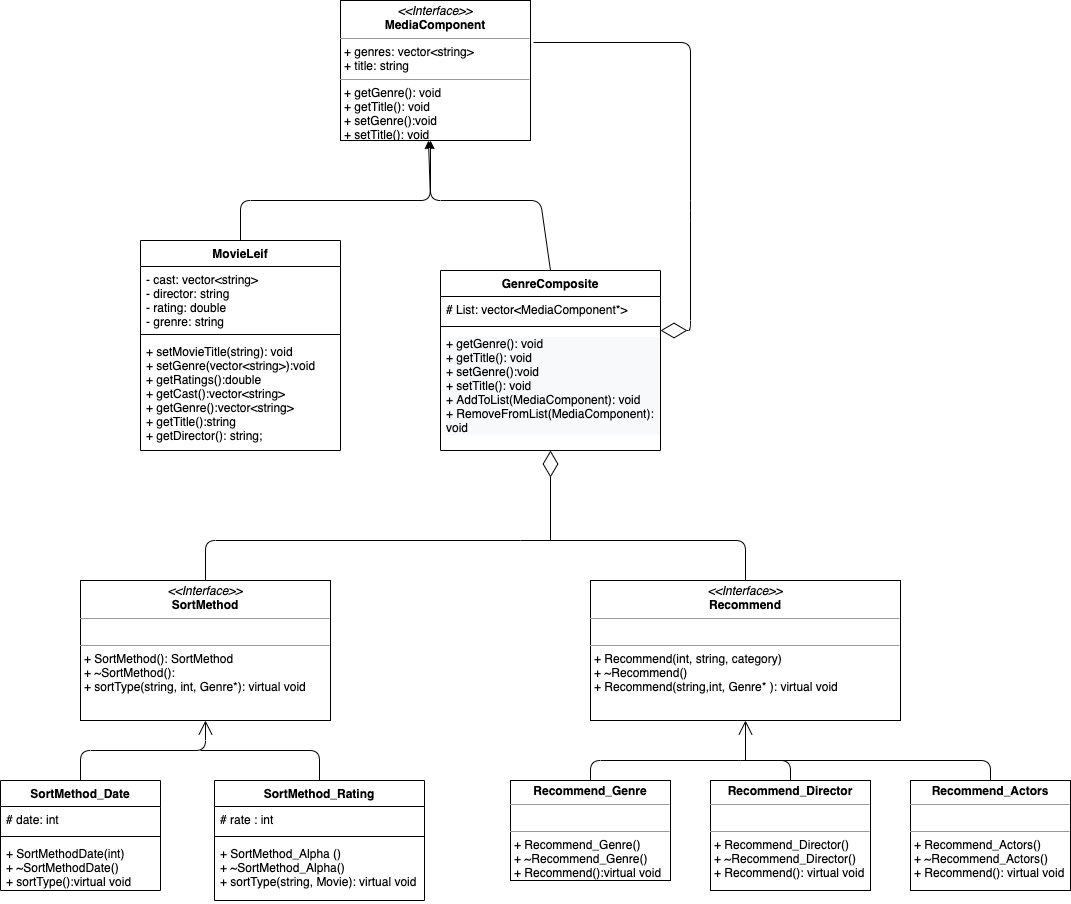 <<Interface>>
MediaComponent
+ genres: vector<string>
+ title: string
+ getGenre(): void
+ getTitle(): void
+ setGenre():void
+ setTitle(): void
MovieLeif
- cast: vector<string>
- director: string
- rating: double
- grenre: string
+ setMovieTitle(string): void
+ setGenre(vector<string>):void
+ getRatings():double
+ getCast():vector<string>
+ getGenre():vector<string>
+ getTitle():string
+ getDirector(): string;
GenreComposite
# List: vector<MediaComponent*>
+ getGenre(): void
+ getTitle(): void
+ setGenre():void
+ setTitle(): void
+ AddToList(MediaComponent): void
+ RemoveFromList(MediaComponent):
void
<<Interface>>
SortMethod
+ SortMethod(): SortMethod
+ ~SortMethod():
+ sortType(string, int, Genre*): virtual void
<<Interface>>
Recommend
+ Recommend(int, string, category)
+ ~Recommend()
+ Recommend(string,int, Genre* ): virtual void
SortMethod_Date
# date: int
+ SortMethodDate(int)
+ ~SortMethodDate()
+ sortType():virtual void
SortMethod_Rating
# rate : int
+ SortMethod_Alpha ()
+ ~SortMethod_Alpha()
+ sortType(string, Movie): virtual void
Recommend_Genre
+ Recommend_Genre()
+ ~Recommend_Genre()
+ Recommend():virtual void
Recommend_Director
+ Recommend_Director()
+ ~Recommend_Director()
+ Recommend(): virtual void
Recommend_Actors
+ Recommend_Actors()
+ ~Recommend_Actors()
+ Recommend(): virtual void